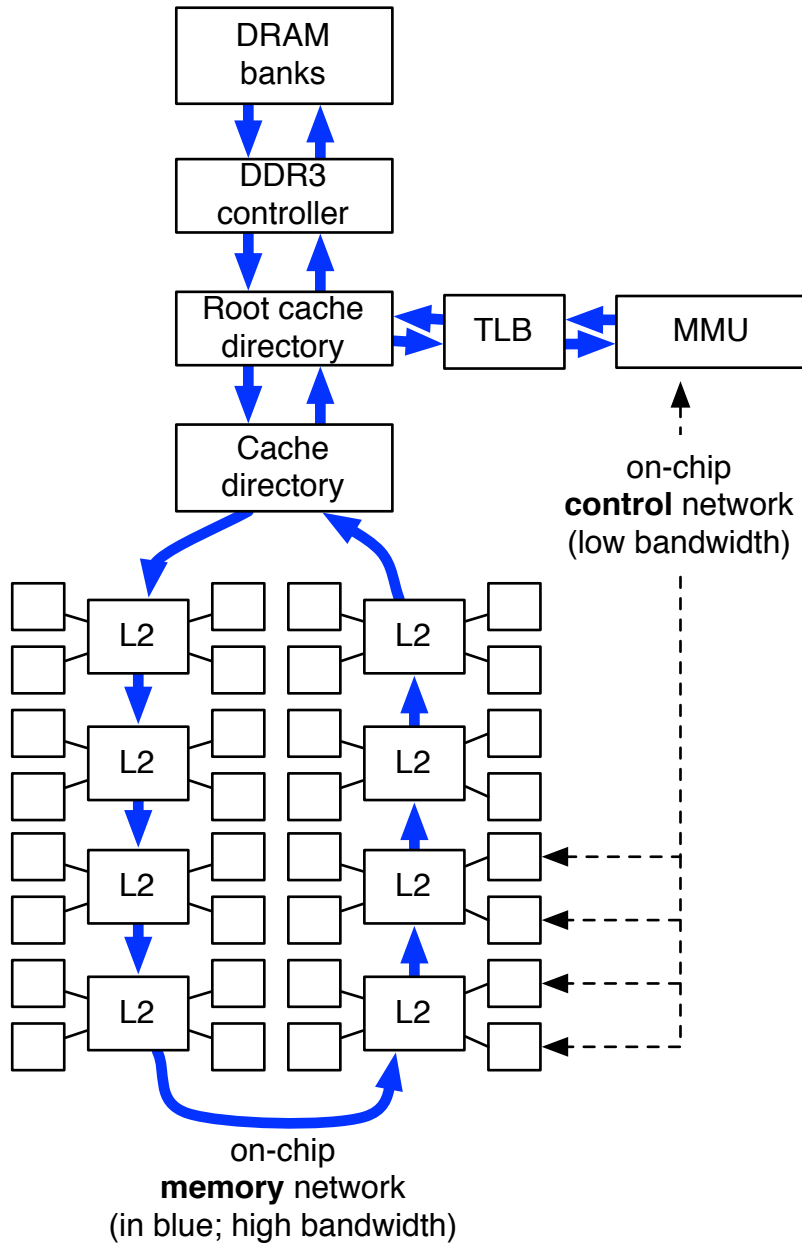 DRAM
banks
DDR3
controller
Root cache
directory
TLB
MMU
Cache
directory
on-chip
control network
(low bandwidth)
L2
L2
L2
L2
L2
L2
L2
L2
on-chip
memory network
(in blue; high bandwidth)